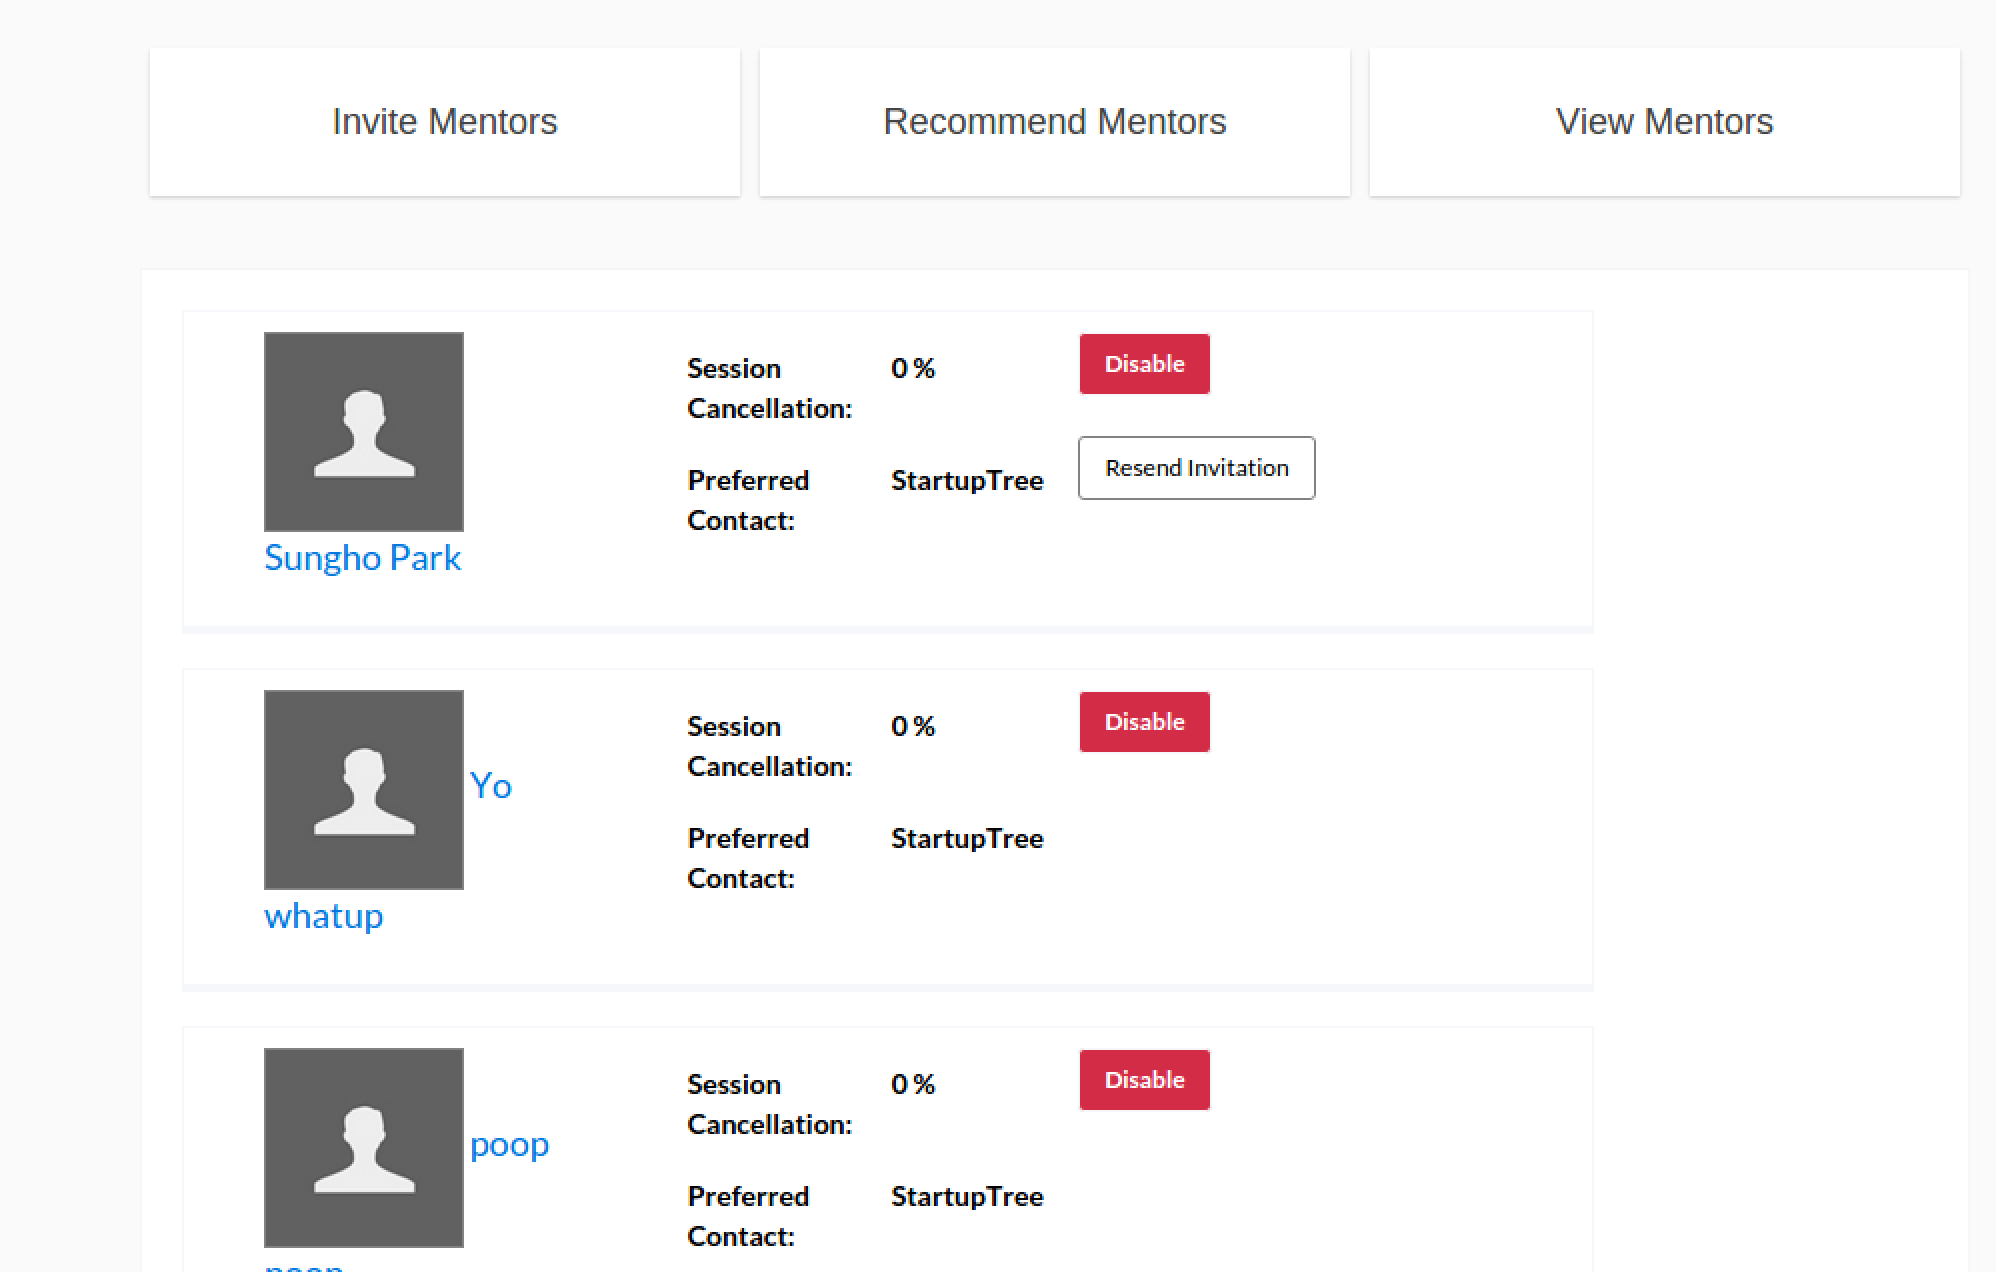 Invite Mentors
Recommend Mentors
View Mentors
Session
Cancellation:
0 %
Disable
Preferred
Contact:
StartupTree
Resend Invitation
Sungho Park
Session
Cancellation:
0 %
Disable
Yo
whatup
Preferred
Contact:
StartupTree
Session
Cancellation:
0 %
Disable
poop
Preferred
Contact:
StartupTree
poop